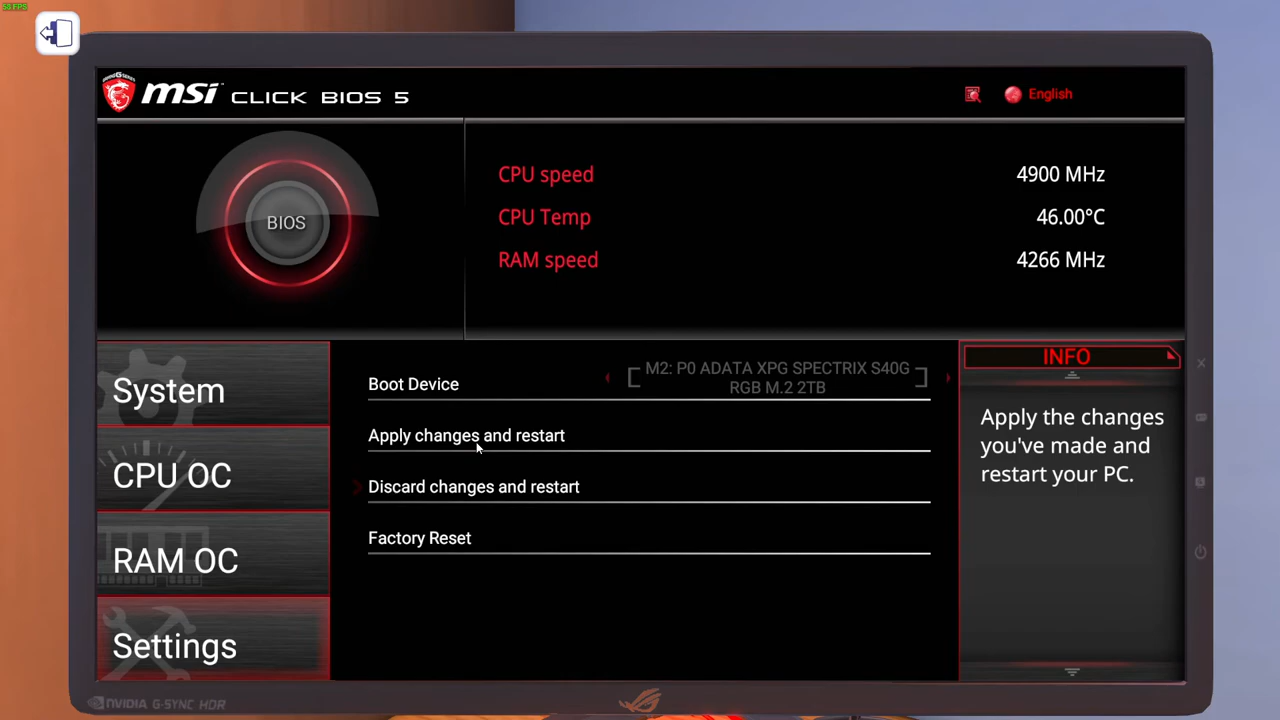 58 FPS
msi CLICK BIOS 5
English
BIOS
CPU speed 4900 MHz
CPU Temp 46.00°C
RAM speed 4266 MHz
System
CPU OC
RAM OC
Settings
Boot Device
M2: P0 ADATA XPG SPECTRIX S40G
RGB M.2 2TB
Apply changes and restart
Discard changes and restart
Factory Reset
INFO
Apply the changes
you've made and
restart your PC.
NVIDIA G-SYNC HDR